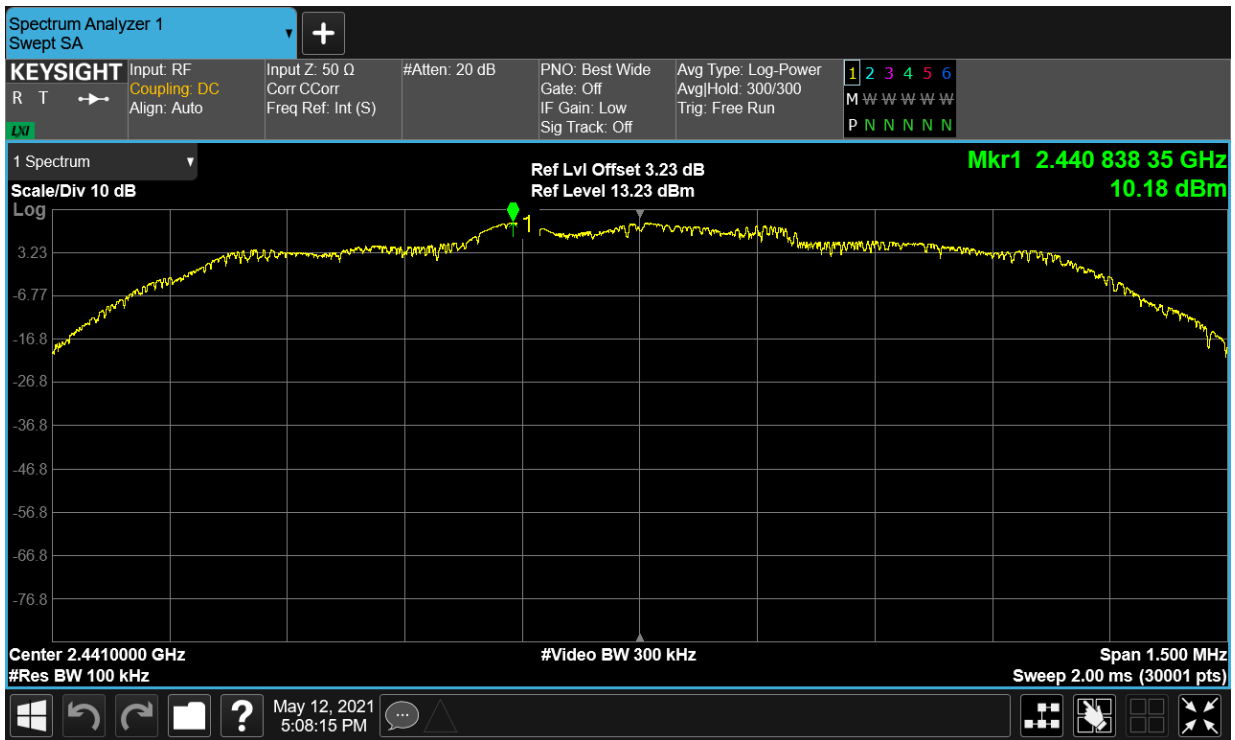 Spectrum Analyzer 1
Swept SA
KEYSIGHT
R T
LXI
Input: RF
Coupling: DC
Align: Auto
Input Z: 50 Ω
Corr CCorr
Freq Ref: Int (S)
#Atten: 20 dB
PNO: Best Wide
Gate: Off
IF Gain: Low
Sig Track: Off
Avg Type: Log-Power
Avg|Hold: 300/300
Trig: Free Run
1 2 3 4 5 6
M W W W W W
P N N N N N
1 Spectrum
Scale/Div 10 dB
Ref Lvl Offset 3.23 dB
Ref Level 13.23 dBm
Mkr1 2.440 838 35 GHz
10.18 dBm
Log
1
3.23
-6.77
-16.8
-26.8
-36.8
-46.8
-56.8
-66.8
-76.8
Center 2.4410000 GHz
#Video BW 300 kHz
Span 1.500 MHz
#Res BW 100 kHz
Sweep 2.00 ms (30001 pts)
?
May 12, 2021
5:08:15 PM